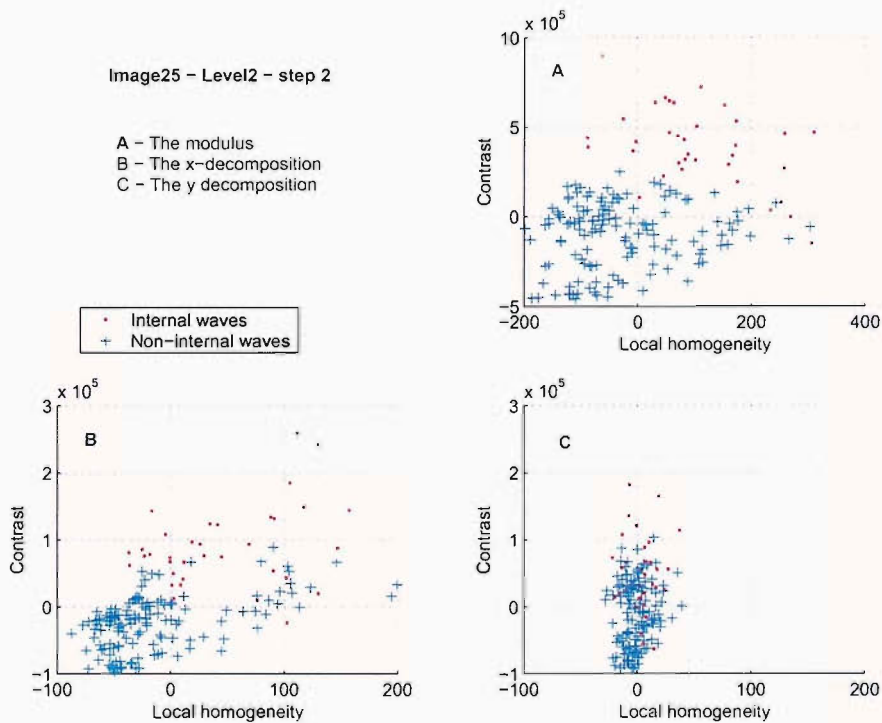 Image25 – Level2 – step 2
A – The modulus
B – The x–decomposition
C – The y decomposition
x 10^5
10
5
0
−5
Contrast
A
−200
0
200
400
Local homogeneity
Internal waves
Non–internal waves
x 10^5
3
2
1
0
−1
Contrast
B
−100
0
100
200
Local homogeneity
x 10^5
3
2
1
0
−1
Contrast
C
−100
0
100
200
Local homogeneity